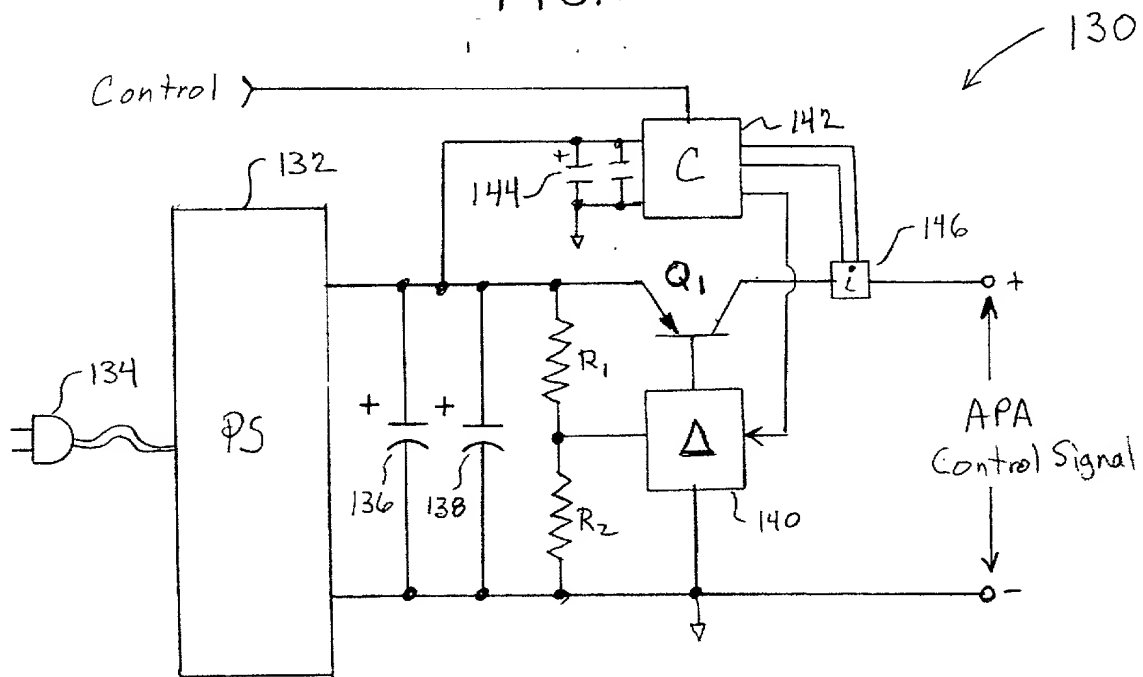 130
Control
142
C
+
144
132
146
Q1
i
+
R1
134
PS
+
+
Δ
APA
Control Signal
136
138
140
R2
-